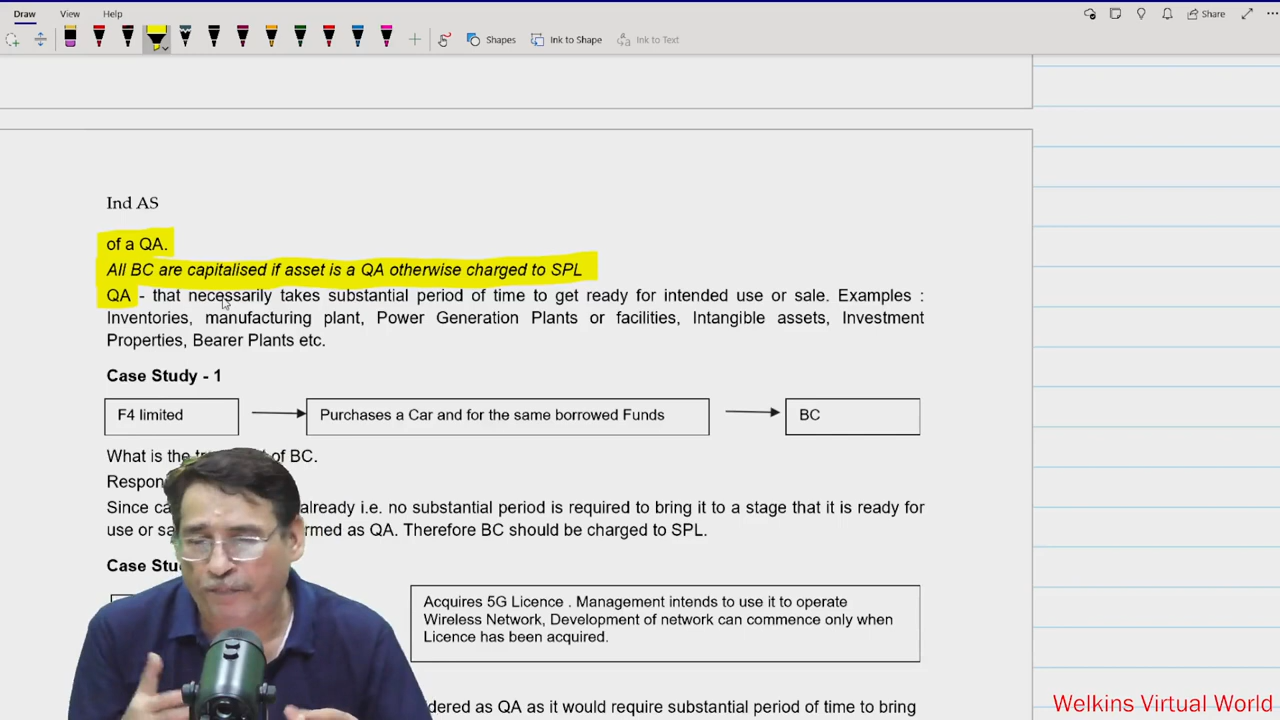 Draw View Help Share
Shapes Ink to Shape Ink to Text
Ind AS
of a QA.
All BC are capitalised if asset is a QA otherwise charged to SPL
QA - that necessarily takes substantial period of time to get ready for intended use or sale. Examples :
Inventories, manufacturing plant, Power Generation Plants or facilities, Intangible assets, Investment
Properties, Bearer Plants etc.
Case Study - 1
F4 limited Purchases a Car and for the same borrowed Funds BC
What is the of BC.
Since already i.e. no substantial period is required to bring it to a stage that it is ready for
use or as QA. Therefore BC should be charged to SPL.
Case
Acquires 5G Licence . Management intends to use it to operate
Wireless Network, Development of network can commence only when
Licence has been acquired.
as QA as it would require substantial period of time to bring
Welkins Virtual World